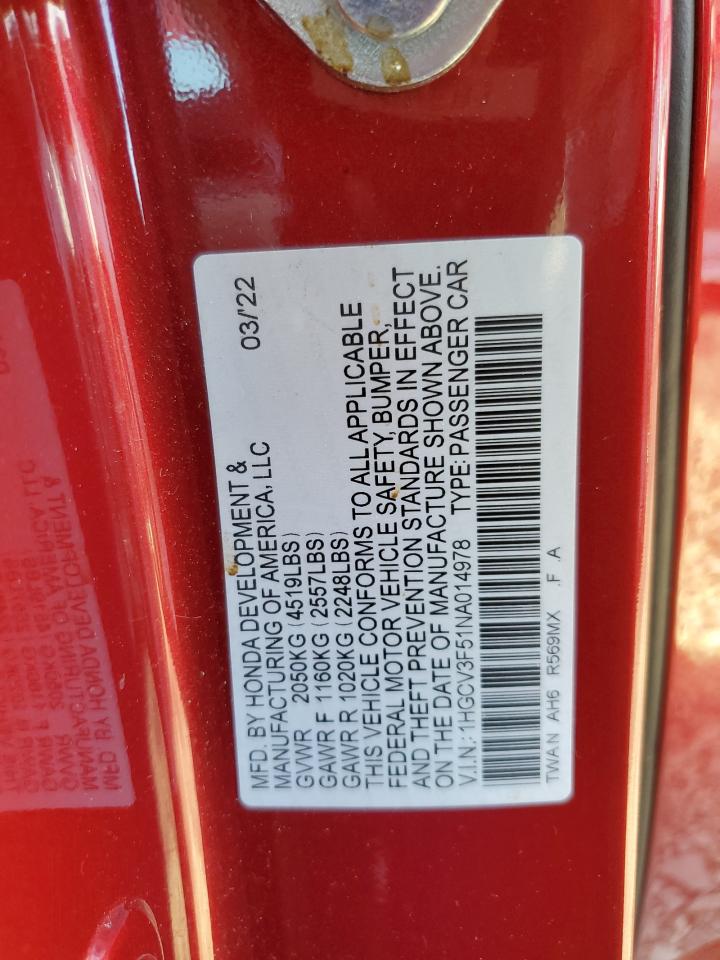 MFD. BY HONDA DEVELOPMENT & 03/'22
MANUFACTURING OF AMERICA, LLC
GVWR 2050KG (4519LBS)
GAWR F 1160KG (2557LBS)
GAWR R 1020KG (2248LBS)
THIS VEHICLE CONFORMS TO ALL APPLICABLE
FEDERAL MOTOR VEHICLE SAFETY, BUMPER,
AND THEFT PREVENTION STANDARDS IN EFFECT
ON THE DATE OF MANUFACTURE SHOWN ABOVE.
V.I.N.: 1HGCV3F51NA014978 TYPE: PASSENGER CAR
TWAN AH6 R569MX .F .A